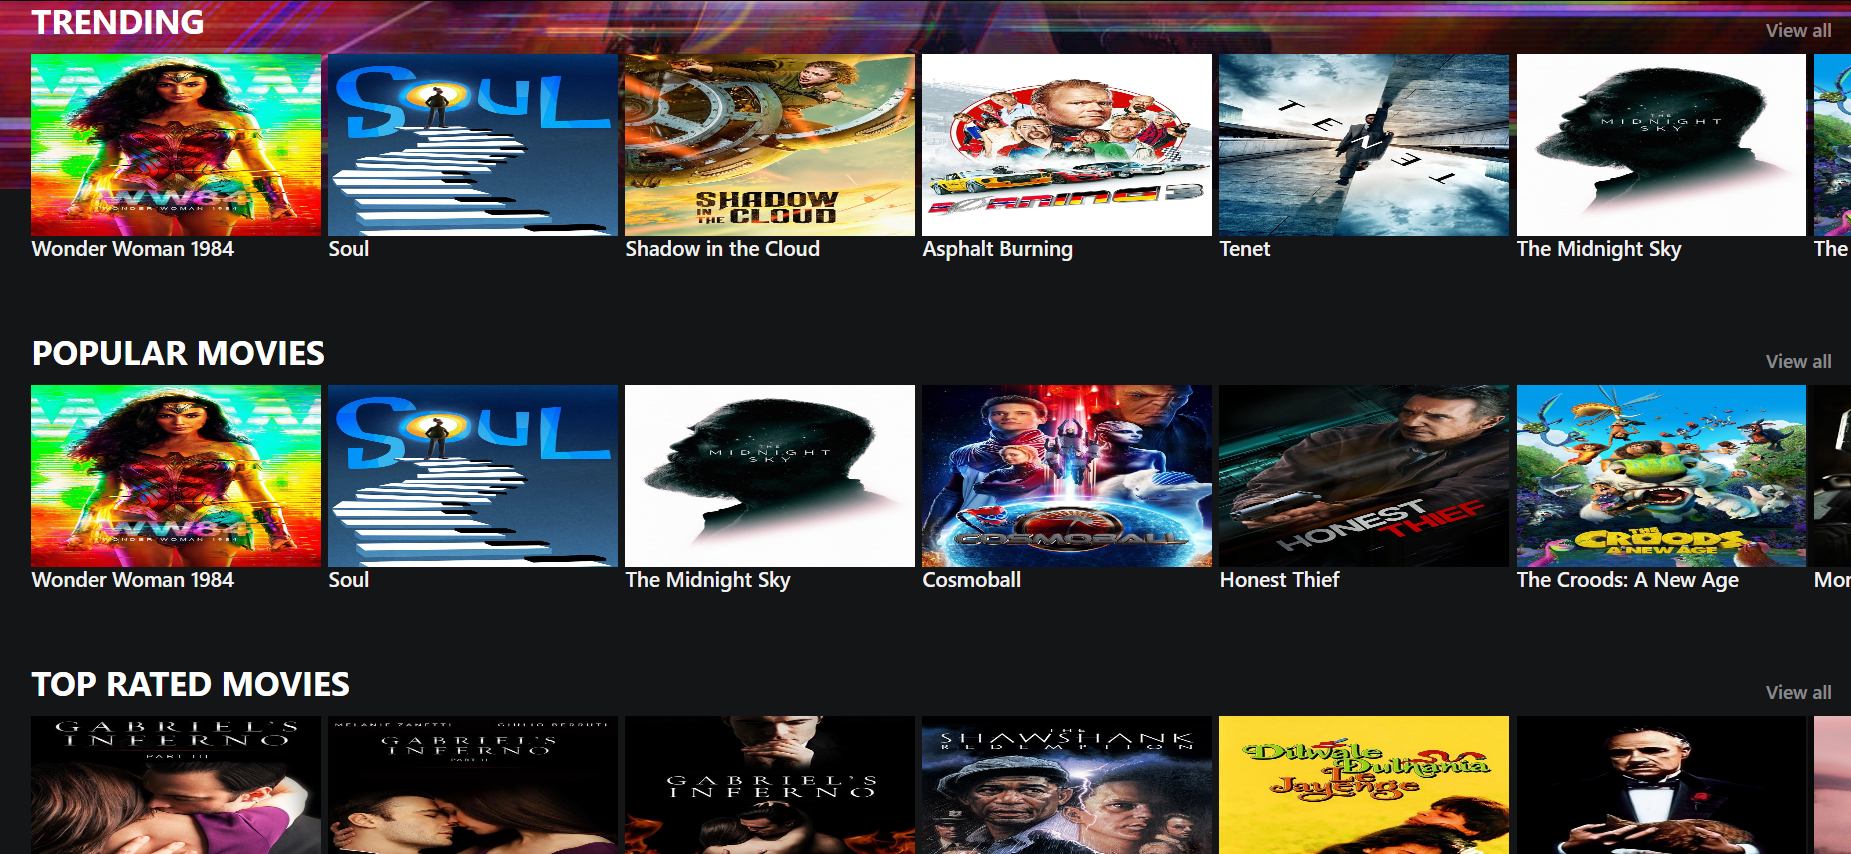 TRENDING
View all
WW84
WONDER WOMAN 1984
SOUL
SHADOW
IN THE CLOUD
BØRNING 3
TENET
THE
MIDNIGHT
SKY
Wonder Woman 1984
Soul
Shadow in the Cloud
Asphalt Burning
Tenet
The Midnight Sky
The
POPULAR MOVIES
View all
WW84
WONDER WOMAN 1984
SOUL
THE
MIDNIGHT
SKY
COSMOBALL
HONEST
THIEF
THE
CROODS
A NEW AGE
Wonder Woman 1984
Soul
The Midnight Sky
Cosmoball
Honest Thief
The Croods: A New Age
Mor
TOP RATED MOVIES
View all
GABRIEL'S
INFERNO
PART III
MELANIE ZANETTI GIULIO BERRUTI
GABRIEL'S
INFERNO
PART II
GABRIEL'S
INFERNO
THE
SHAWSHANK
REDEMPTION
Dilwale
Dulhania
Le
Jayenge